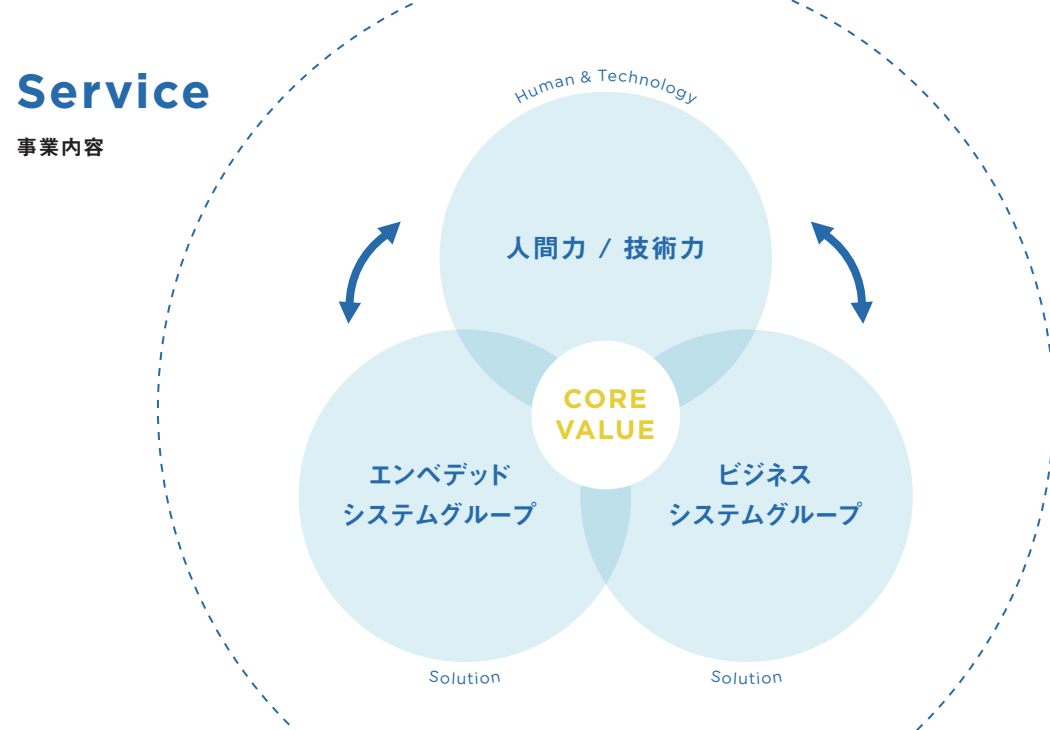 Service
事業内容
Human & Technology
人間力 / 技術力
CORE
VALUE
エンベデッド
システムグループ
ビジネス
システムグループ
Solution
Solution